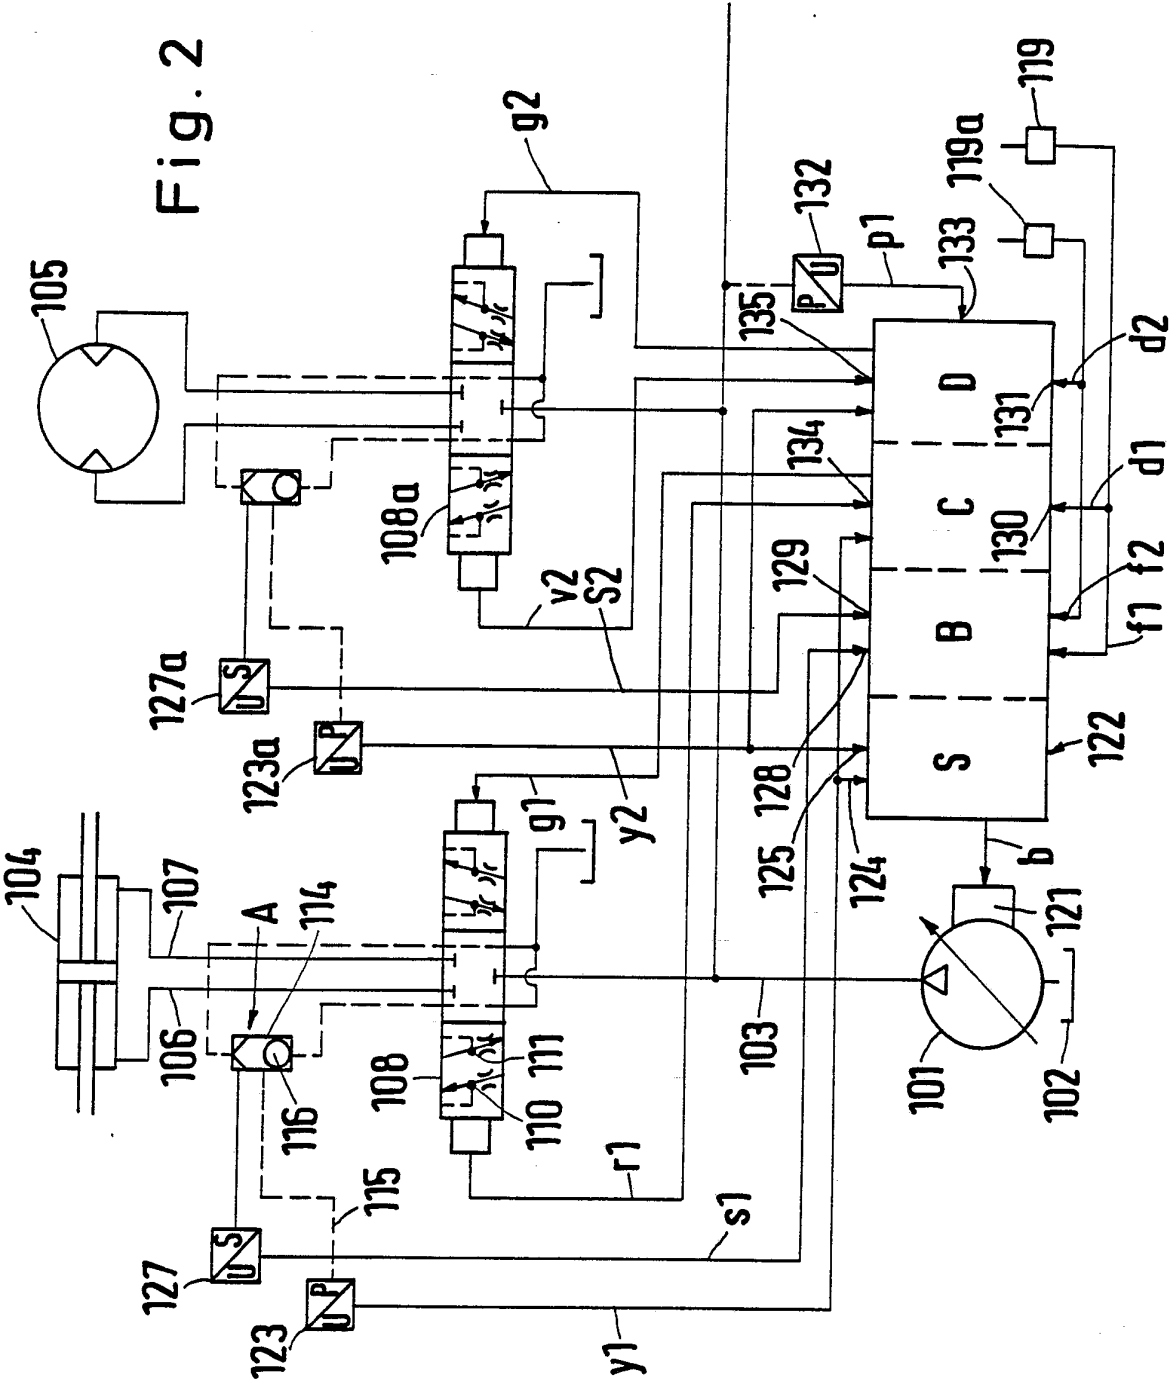 Fig. 2
105
g2
119
119a
132
P U
p1
133
135
D
131
d2
108a
134
C
130
d1
v2
S2
129
B
f2
f1
127a
U S
123a
U P
y2
g1
128
125
124
S
122
104
107
106
A
114
116
108
111
110
103
b
121
101
102
r1
s1
115
127
U S
123
U P
y1